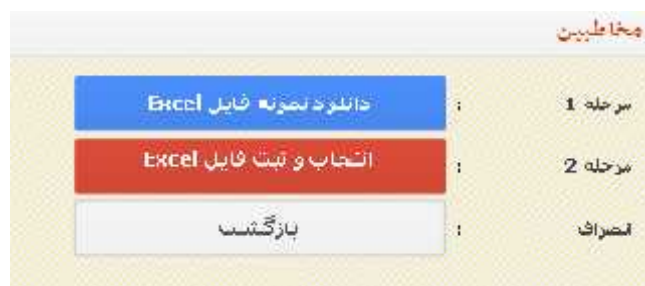 مخاطبین
مرحله 1 : دانلود نمونه فایل Excel
مرحله 2 : انتخاب و ثبت فایل Excel
انصراف : بازگشت